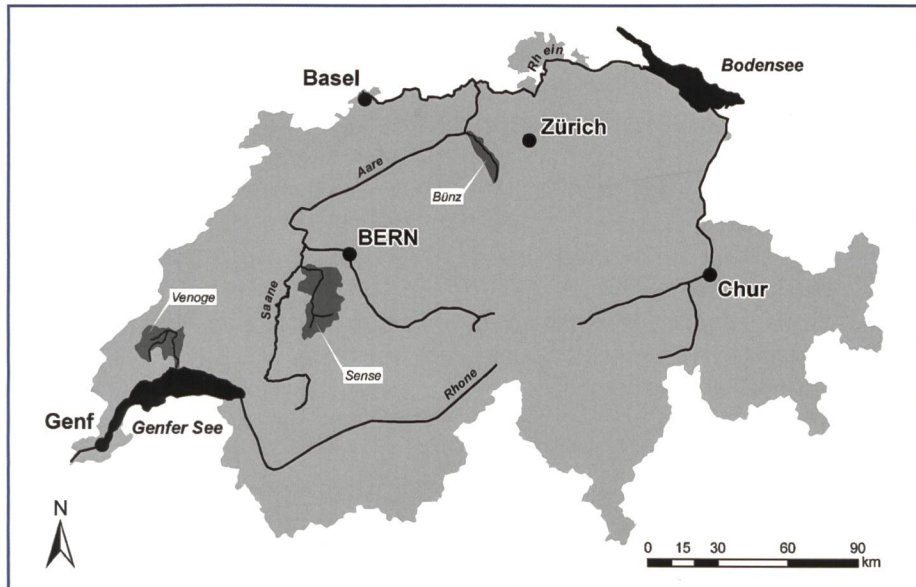 Rhein
Bodensee
Basel
Zürich
Aare
Bünz
BERN
Saane
Chur
Venoge
Sense
Rhone
Genf
Genfer See
N
0 15 30 60 90
km